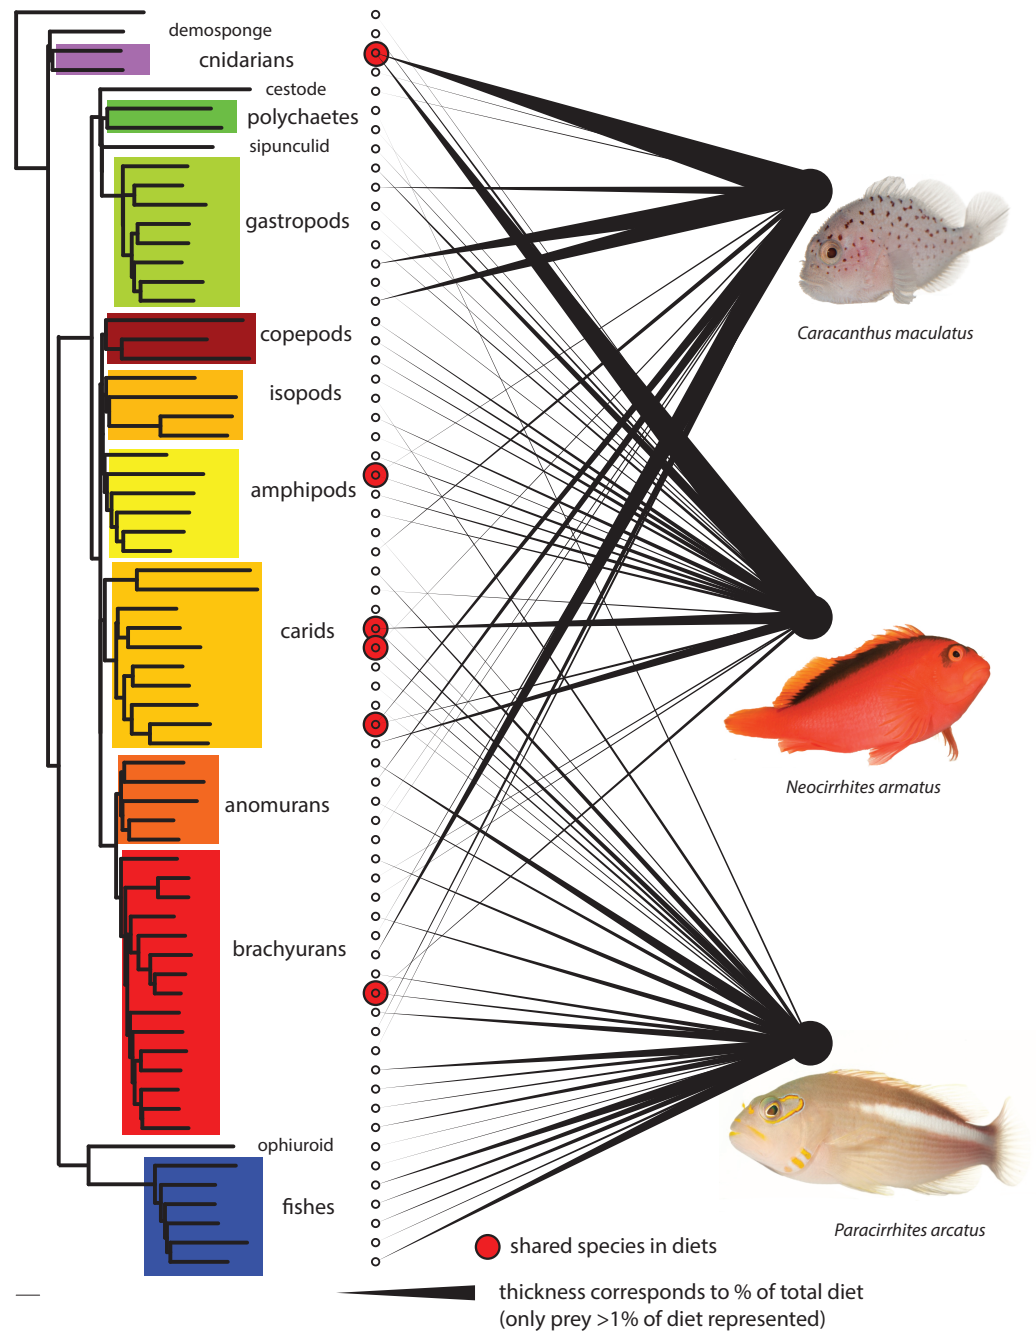 demosponge
cnidarians
cestode
polychaetes
sipunculid
gastropods
Caracanthus maculatus
copepods
isopods
amphipods
carids
Neocirrhites armatus
anomurans
brachyurans
ophiuroid
fishes
Paracirrhites arcatus
shared species in diets
thickness corresponds to % of total diet
(only prey >1% of diet represented)